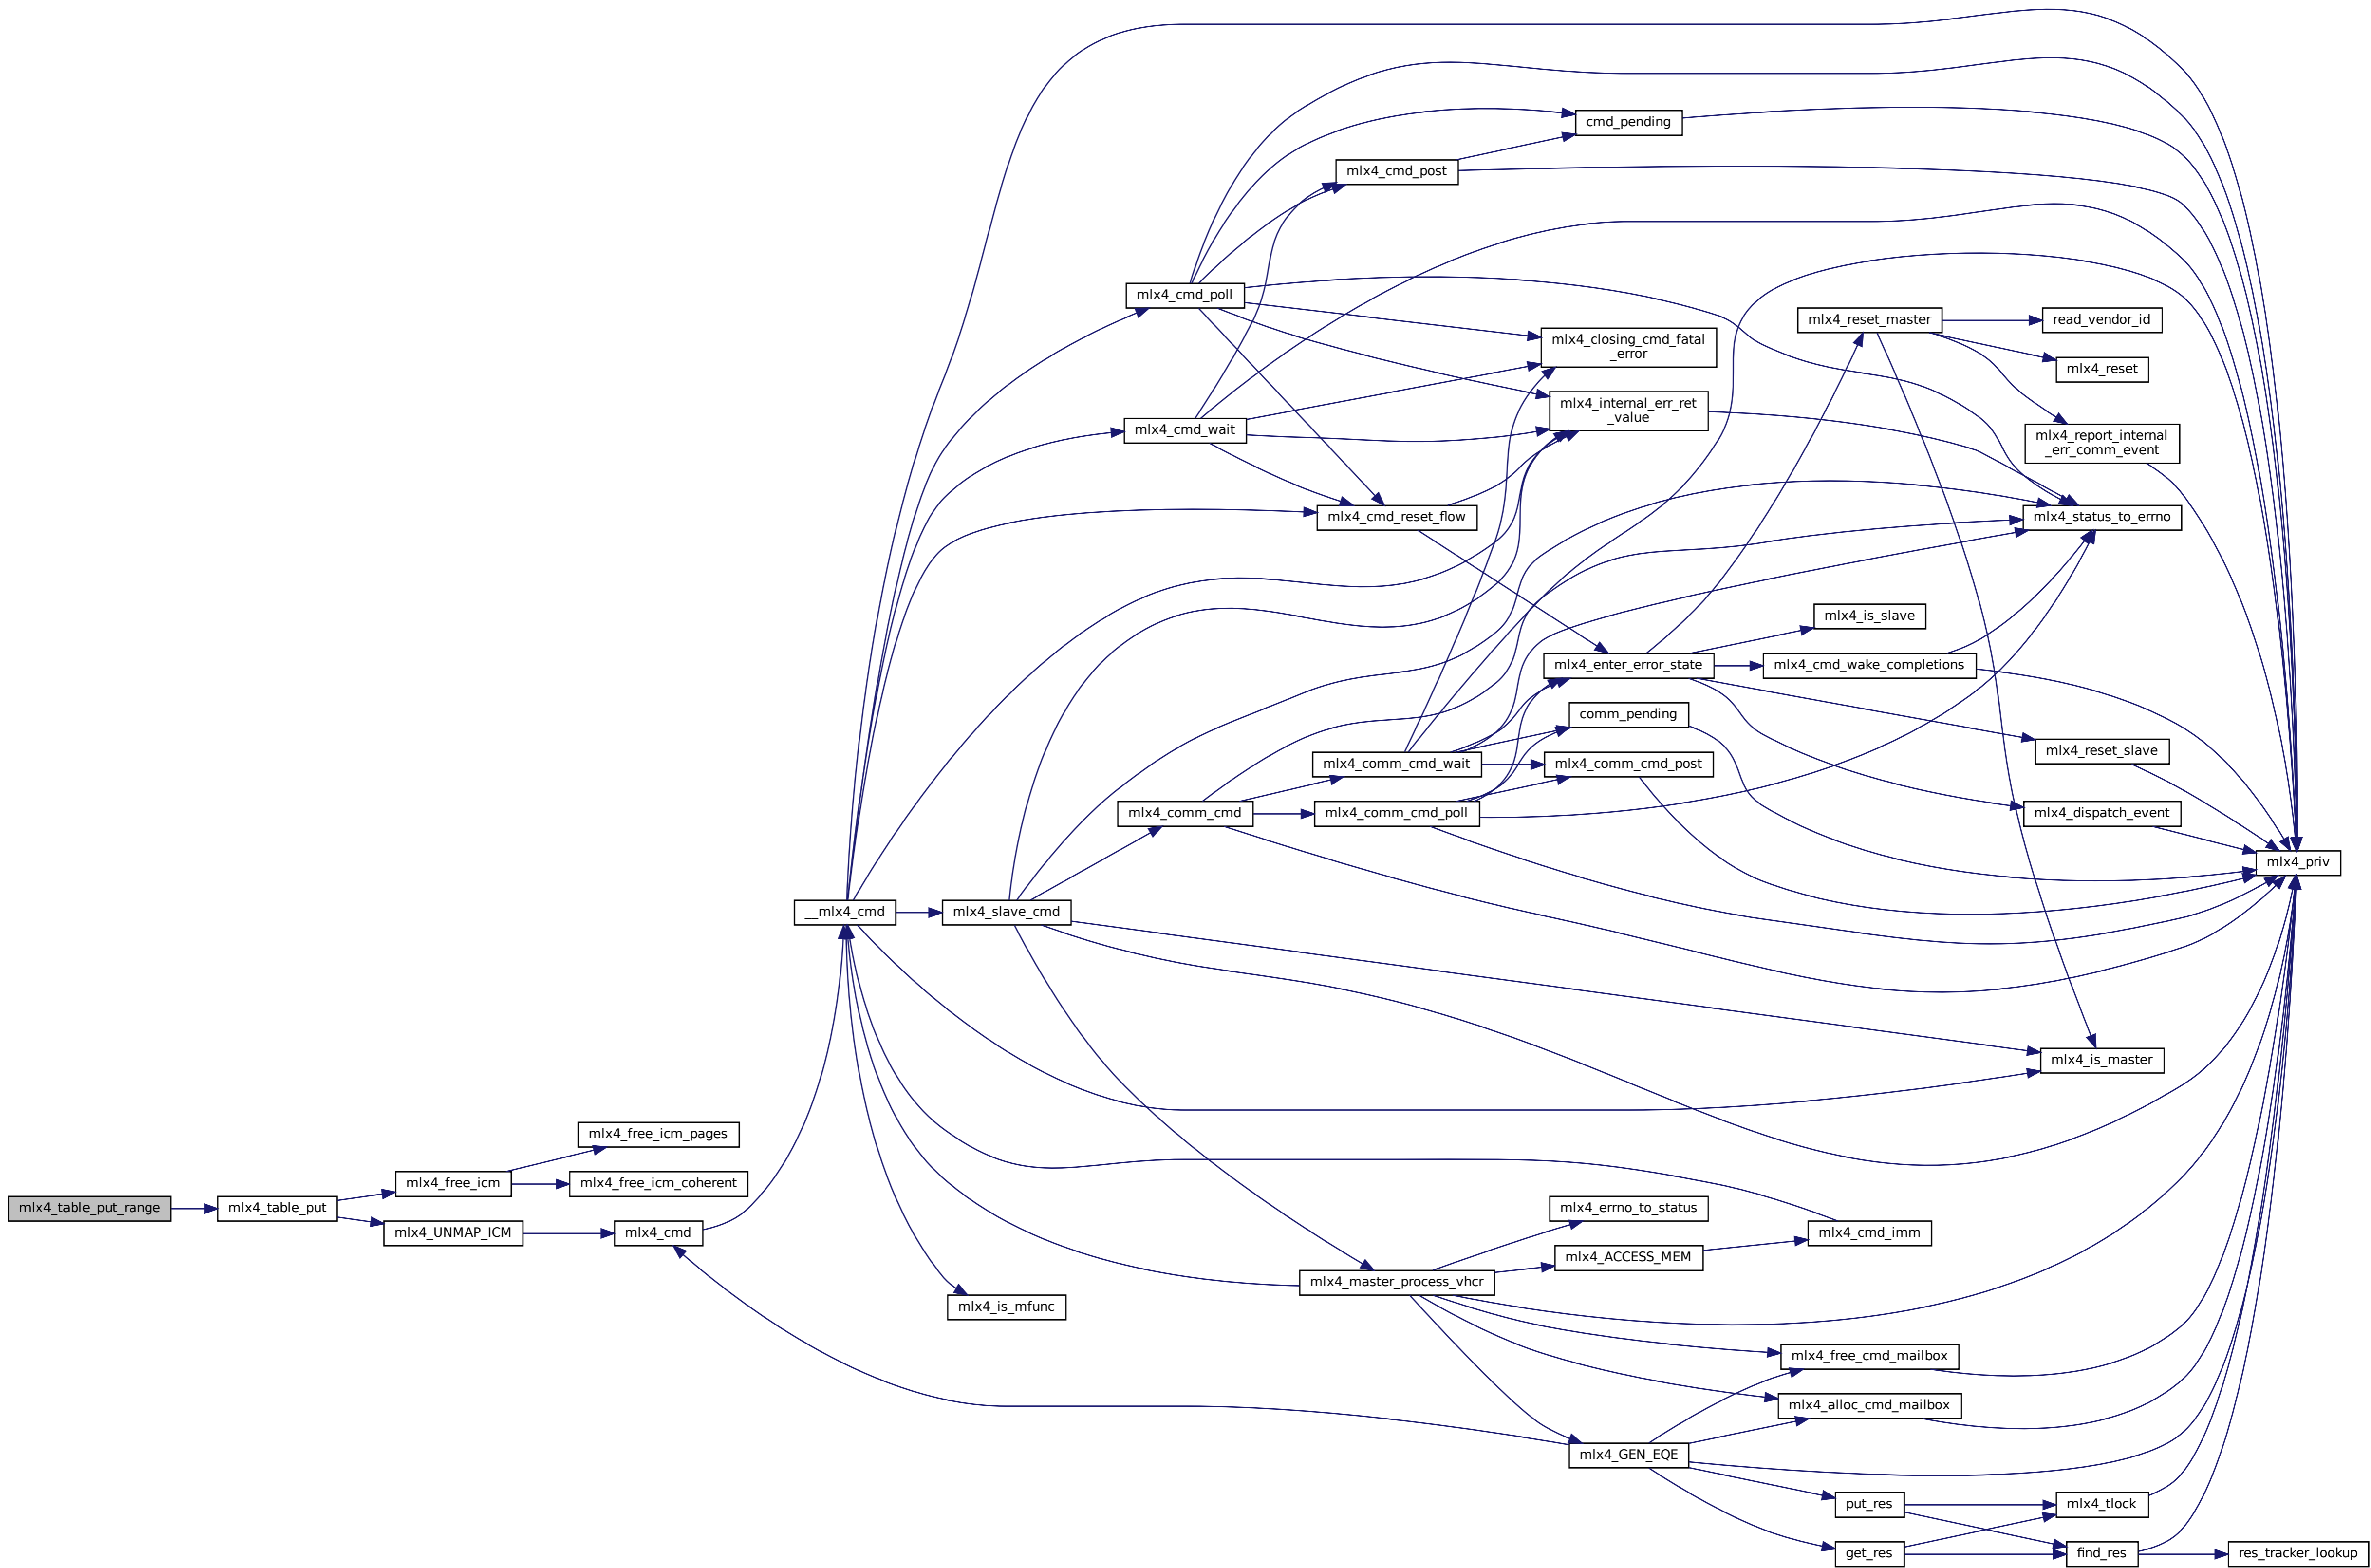 cmd_pending
mlx4_cmd_post
mlx4_cmd_poll
mlx4_reset_master
read_vendor_id
mlx4_closing_cmd_fatal
_error
mlx4_reset
mlx4_internal_err_ret
_value
mlx4_cmd_wait
mlx4_report_internal
_err_comm_event
mlx4_cmd_reset_flow
mlx4_status_to_errno
mlx4_is_slave
mlx4_enter_error_state
mlx4_cmd_wake_completions
comm_pending
mlx4_reset_slave
mlx4_comm_cmd_wait
mlx4_comm_cmd_post
mlx4_comm_cmd
mlx4_comm_cmd_poll
mlx4_dispatch_event
mlx4_priv
__mlx4_cmd
mlx4_slave_cmd
mlx4_is_master
mlx4_free_icm_pages
mlx4_free_icm
mlx4_free_icm_coherent
mlx4_table_put_range
mlx4_table_put
mlx4_errno_to_status
mlx4_UNMAP_ICM
mlx4_cmd
mlx4_cmd_imm
mlx4_ACCESS_MEM
mlx4_master_process_vhcr
mlx4_is_mfunc
mlx4_free_cmd_mailbox
mlx4_alloc_cmd_mailbox
mlx4_GEN_EQE
put_res
mlx4_tlock
get_res
find_res
res_tracker_lookup